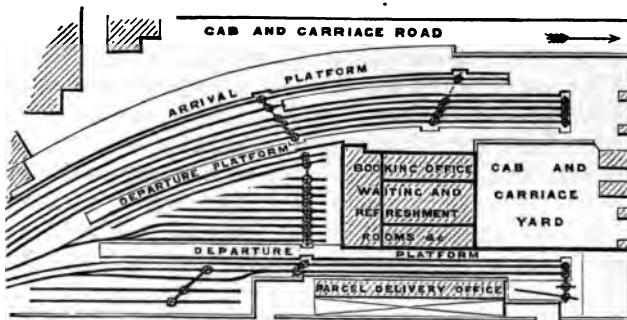 CAB AND CARRIAGE ROAD
ARRIVAL PLATFORM
DEPARTURE PLATFORM
BOOKING OFFICE
WAITING AND
REFRESHMENT
ROOMS &c
CAB AND
CARRIAGE
YARD
DEPARTURE PLATFORM
PARCEL DELIVERY OFFICE